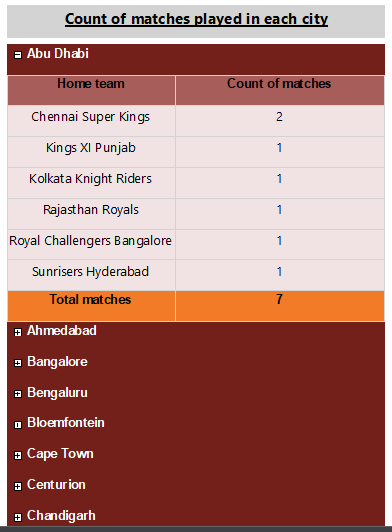 Count of matches played in each city
Abu Dhabi
Home team Count of matches
Chennai Super Kings 2
Kings XI Punjab 1
Kolkata Knight Riders 1
Rajasthan Royals 1
Royal Challengers Bangalore 1
Sunrisers Hyderabad 1
Total matches 7
Ahmedabad
Bangalore
Bengaluru
Bloemfontein
Cape Town
Centurion
Chandigarh